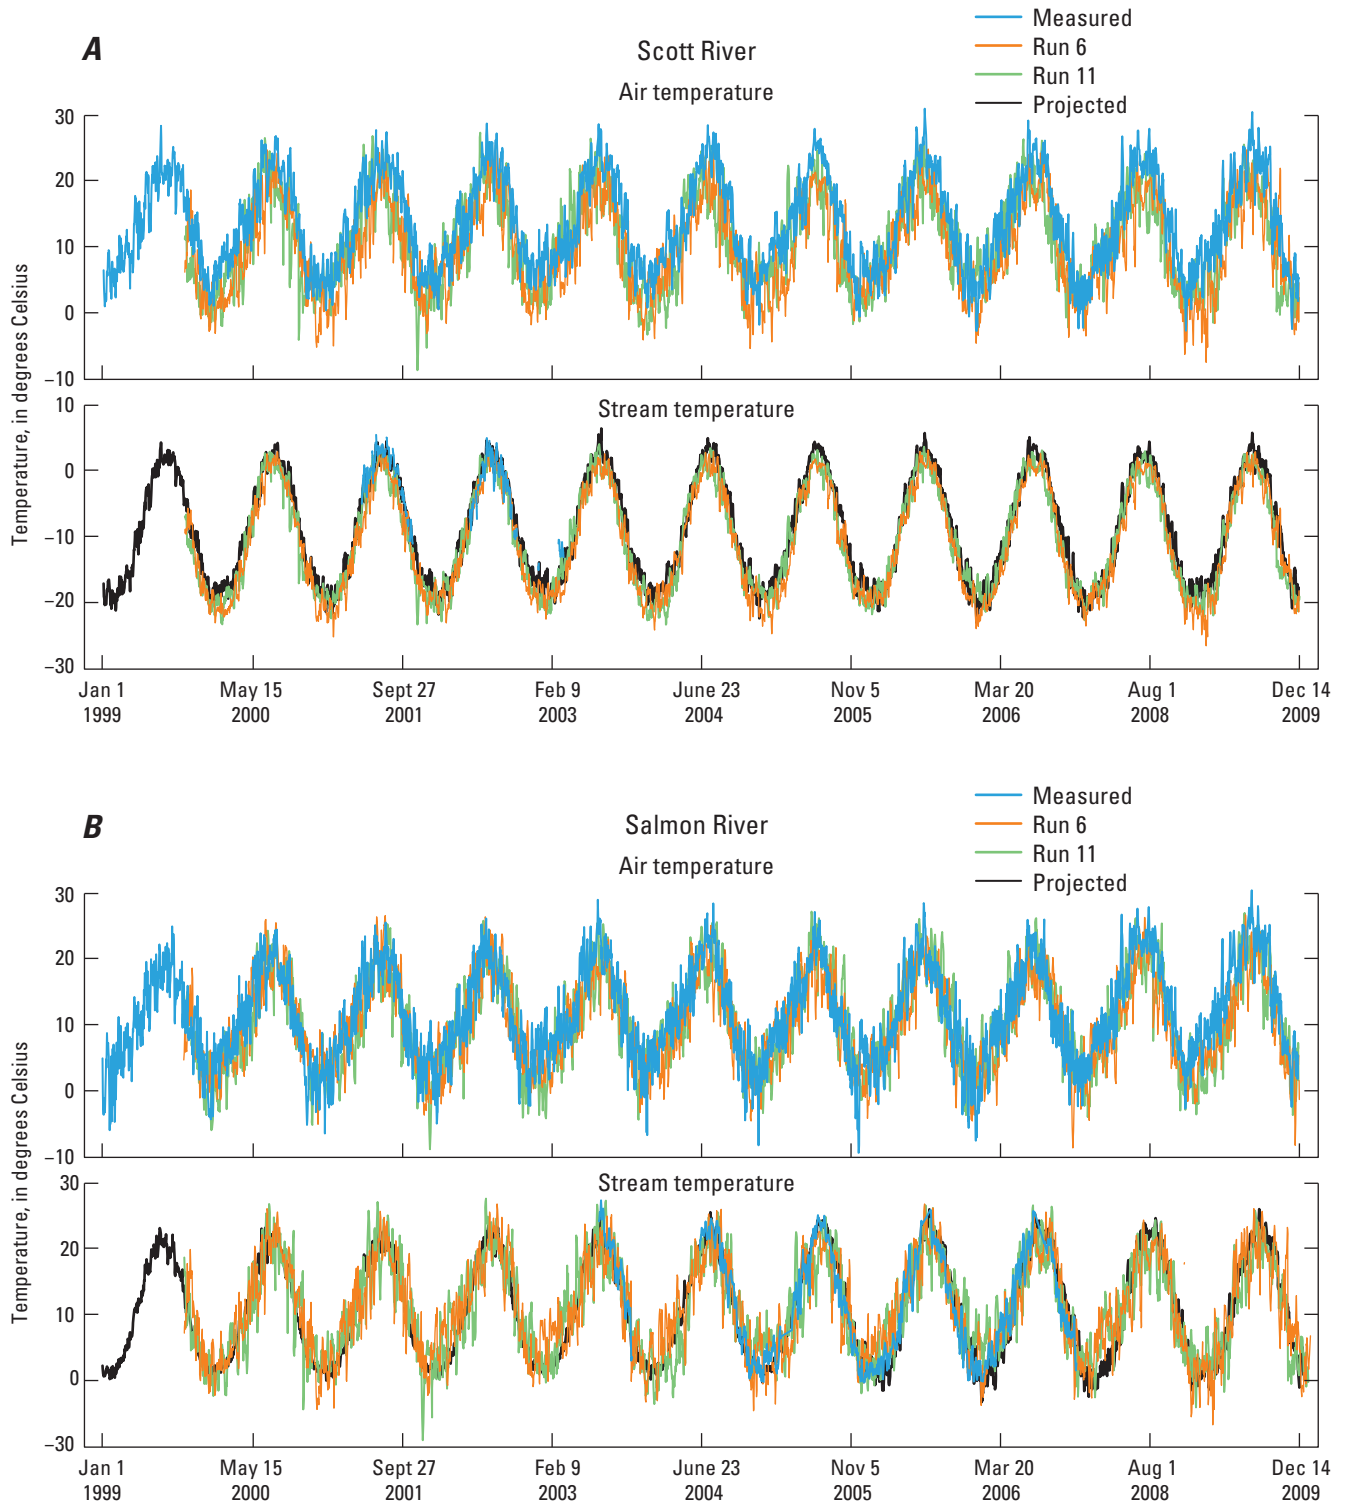 A
Scott River
Air temperature
Measured
Run 6
Run 11
Projected
Temperature, in degrees Celsius
30
20
10
0
–10
Stream temperature
10
0
–10
–20
–30
Jan 1 May 15 Sept 27 Feb 9 June 23 Nov 5 Mar 20 Aug 1 Dec 14
1999 2000 2001 2003 2004 2005 2006 2008 2009
B
Salmon River
Air temperature
Measured
Run 6
Run 11
Projected
Temperature, in degrees Celsius
30
20
10
0
–10
Stream temperature
30
20
10
0
–30
Jan 1 May 15 Sept 27 Feb 9 June 23 Nov 5 Mar 20 Aug 1 Dec 14
1999 2000 2001 2003 2004 2005 2006 2008 2009